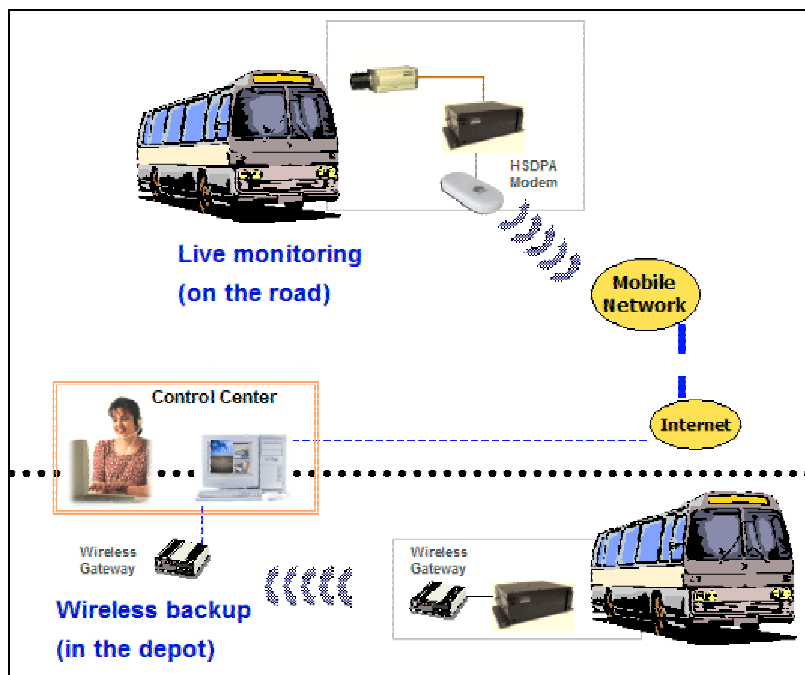 HSDPA
Modem
Live monitoring
(on the road)
Mobile
Network
Control Center
Internet
Wireless
Gateway
Wireless
Gateway
Wireless backup
(in the depot)